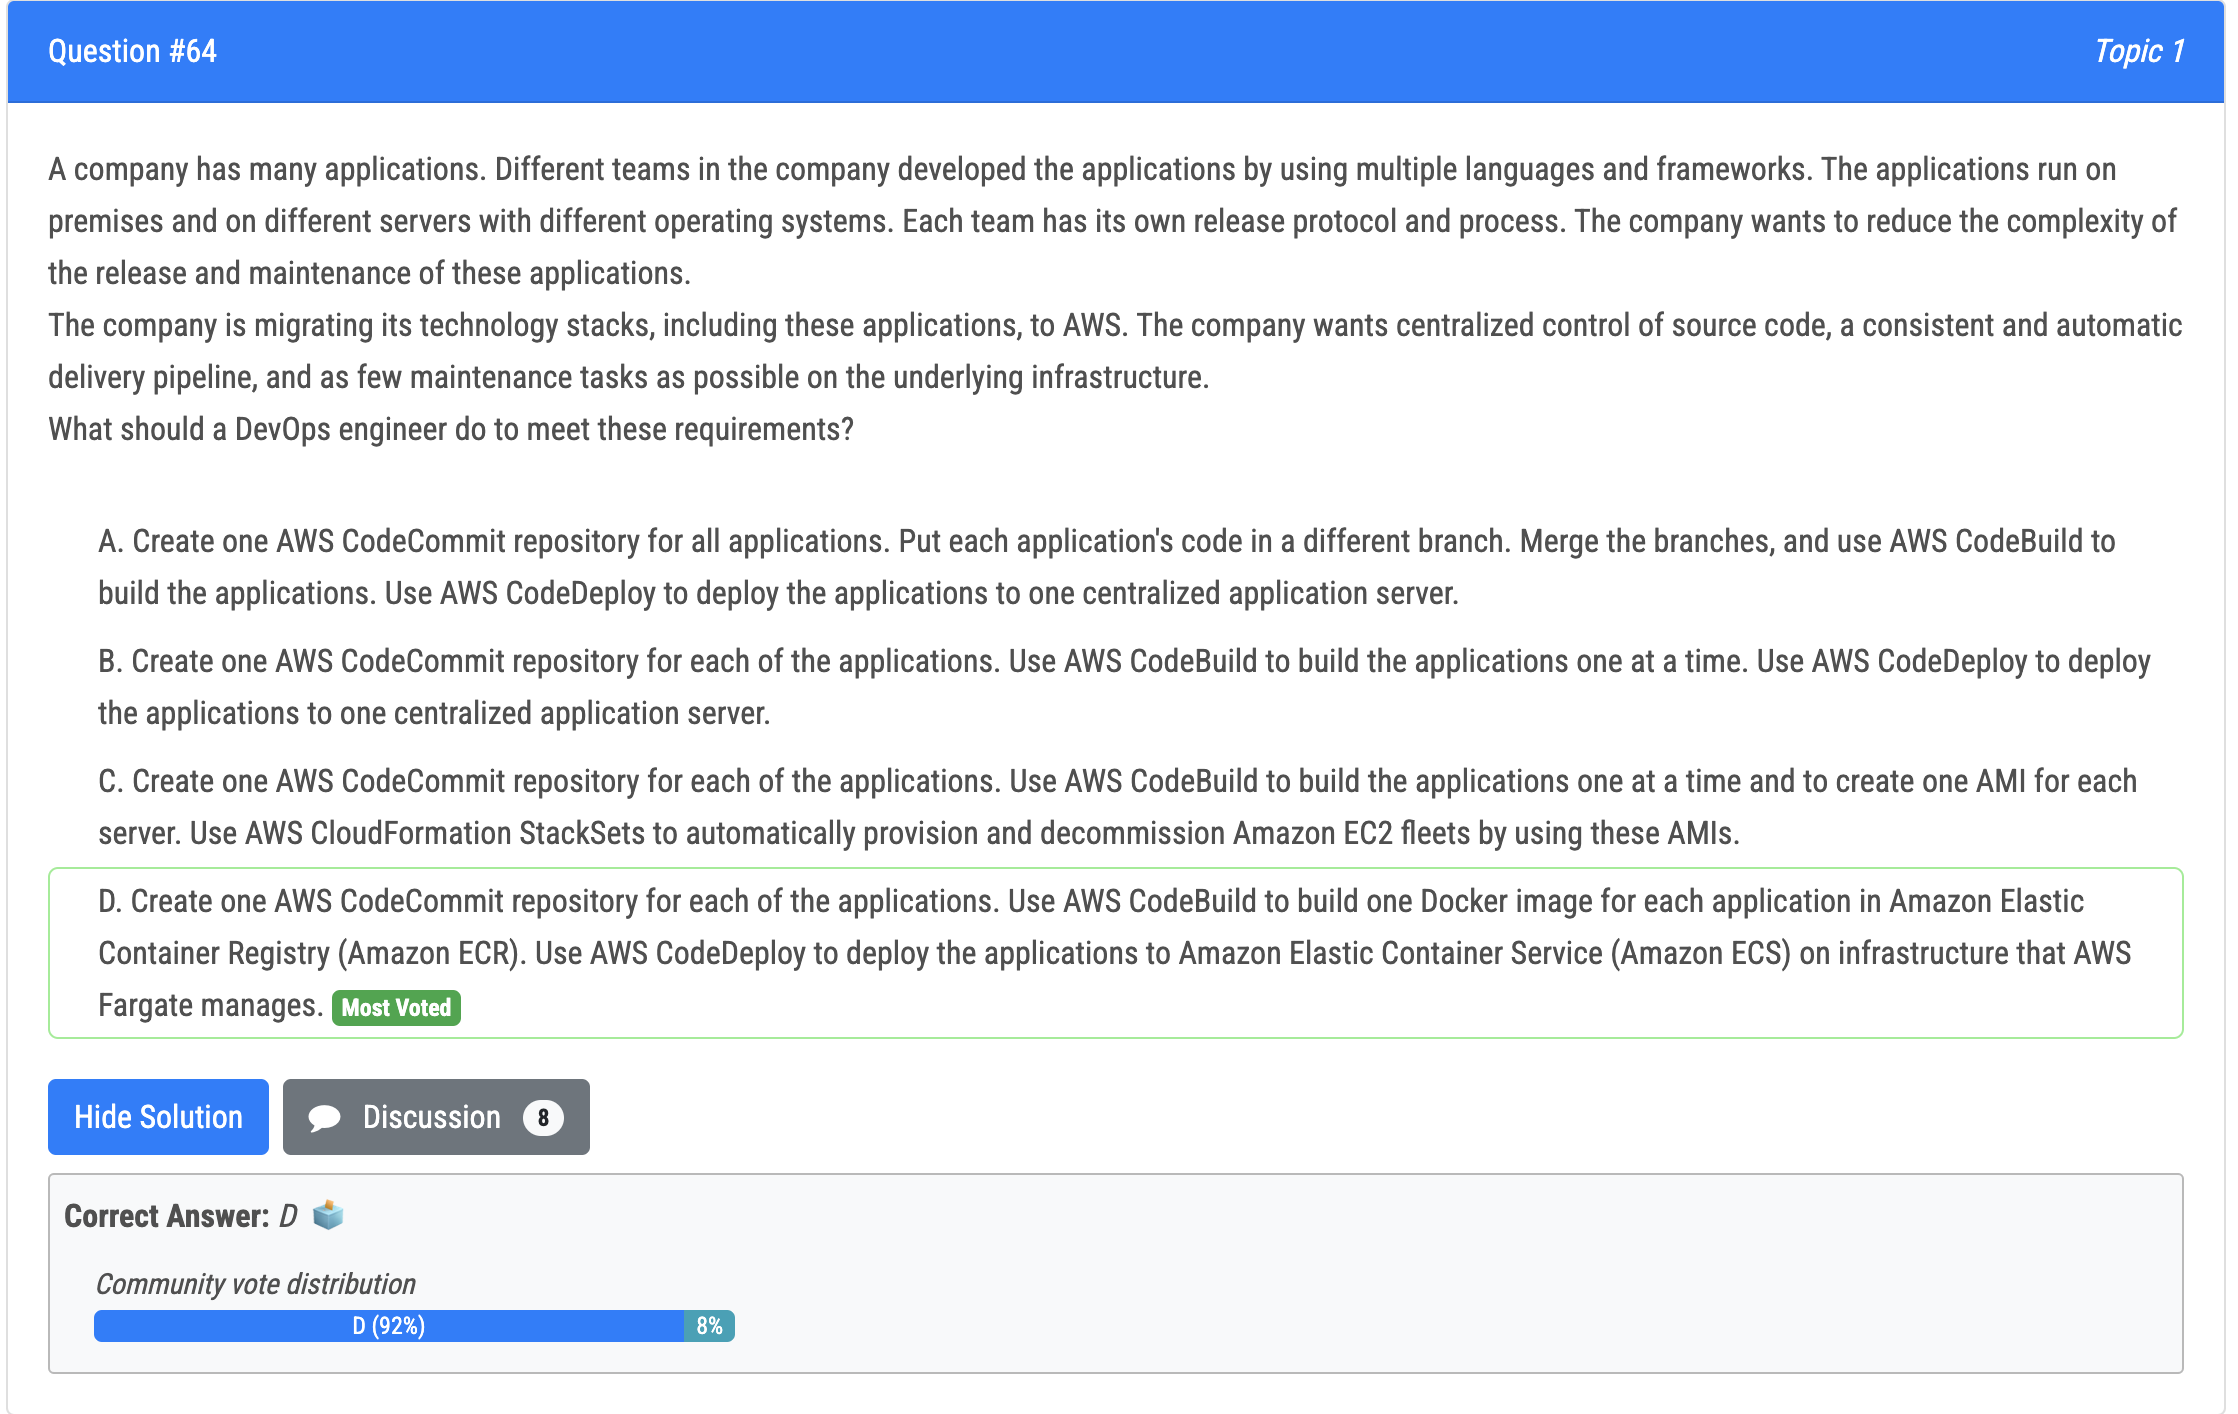 Question #64
Topic 1
A company has many applications. Different teams in the company developed the applications by using multiple languages and frameworks. The applications run on
premises and on different servers with different operating systems. Each team has its own release protocol and process. The company wants to reduce the complexity of
the release and maintenance of these applications.
The company is migrating its technology stacks, including these applications, to AWS. The company wants centralized control of source code, a consistent and automatic
delivery pipeline, and as few maintenance tasks as possible on the underlying infrastructure.
What should a DevOps engineer do to meet these requirements?
A. Create one AWS CodeCommit repository for all applications. Put each application's code in a different branch. Merge the branches, and use AWS CodeBuild to
build the applications. Use AWS CodeDeploy to deploy the applications to one centralized application server.
B. Create one AWS CodeCommit repository for each of the applications. Use AWS CodeBuild to build the applications one at a time. Use AWS CodeDeploy to deploy
the applications to one centralized application server.
C. Create one AWS CodeCommit repository for each of the applications. Use AWS CodeBuild to build the applications one at a time and to create one AMI for each
server. Use AWS CloudFormation StackSets to automatically provision and decommission Amazon EC2 fleets by using these AMIs.
D. Create one AWS CodeCommit repository for each of the applications. Use AWS CodeBuild to build one Docker image for each application in Amazon Elastic
Container Registry (Amazon ECR). Use AWS CodeDeploy to deploy the applications to Amazon Elastic Container Service (Amazon ECS) on infrastructure that AWS
Fargate manages. Most Voted
Hide Solution
Discussion 8
Correct Answer: D
Community vote distribution
D (92%)
8%